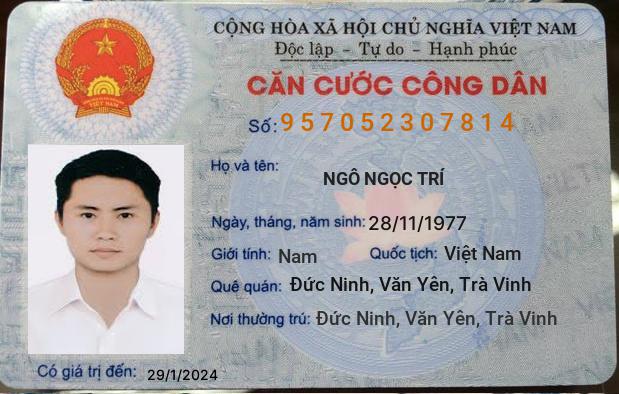 CỘNG HÒA XÃ HỘI CHỦ NGHĨA VIỆT NAM
Độc lập - Tự do - Hạnh phúc
CĂN CƯỚC CÔNG DÂN
Số: 957052307814
Họ và tên:
NGÔ NGỌC TRÍ
Ngày, tháng, năm sinh: 28/11/1977
Giới tính: Nam Quốc tịch: Việt Nam
Quê quán: Đức Ninh, Văn Yên, Trà Vinh
Nơi thường trú: Đức Ninh, Văn Yên, Trà Vinh
Có giá trị đến: 29/1/2024
VIỆT NAM